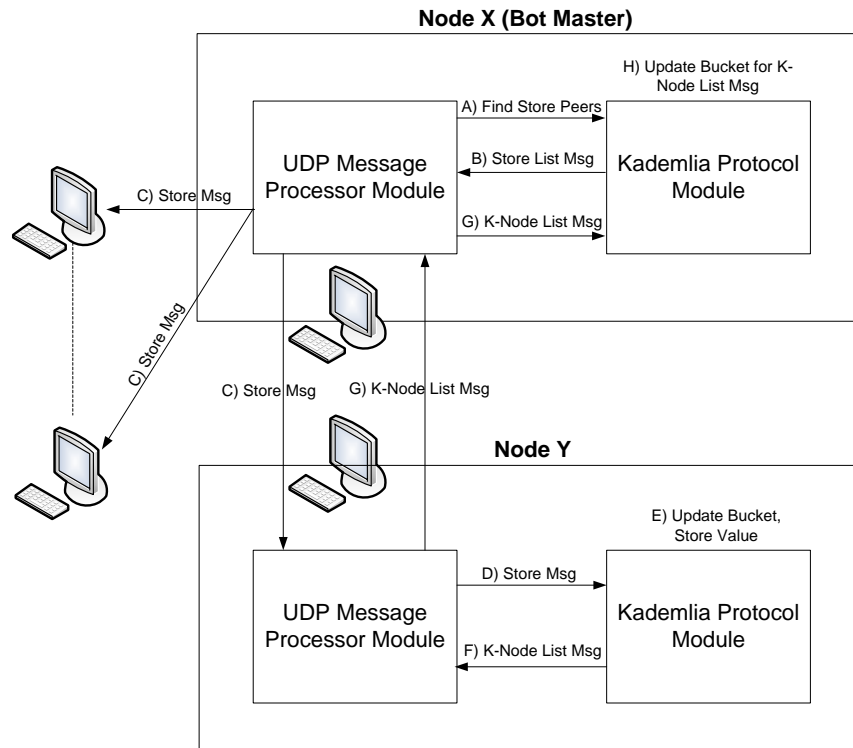 Node X (Bot Master)
H) Update Bucket for K-
Node List Msg
A) Find Store Peers
UDP Message
Processor Module
B) Store List Msg
Kademlia Protocol
Module
C) Store Msg
G) K-Node List Msg
C) Store Msg
C) Store Msg
G) K-Node List Msg
Node Y
E) Update Bucket,
Store Value
D) Store Msg
UDP Message
Processor Module
Kademlia Protocol
Module
F) K-Node List Msg